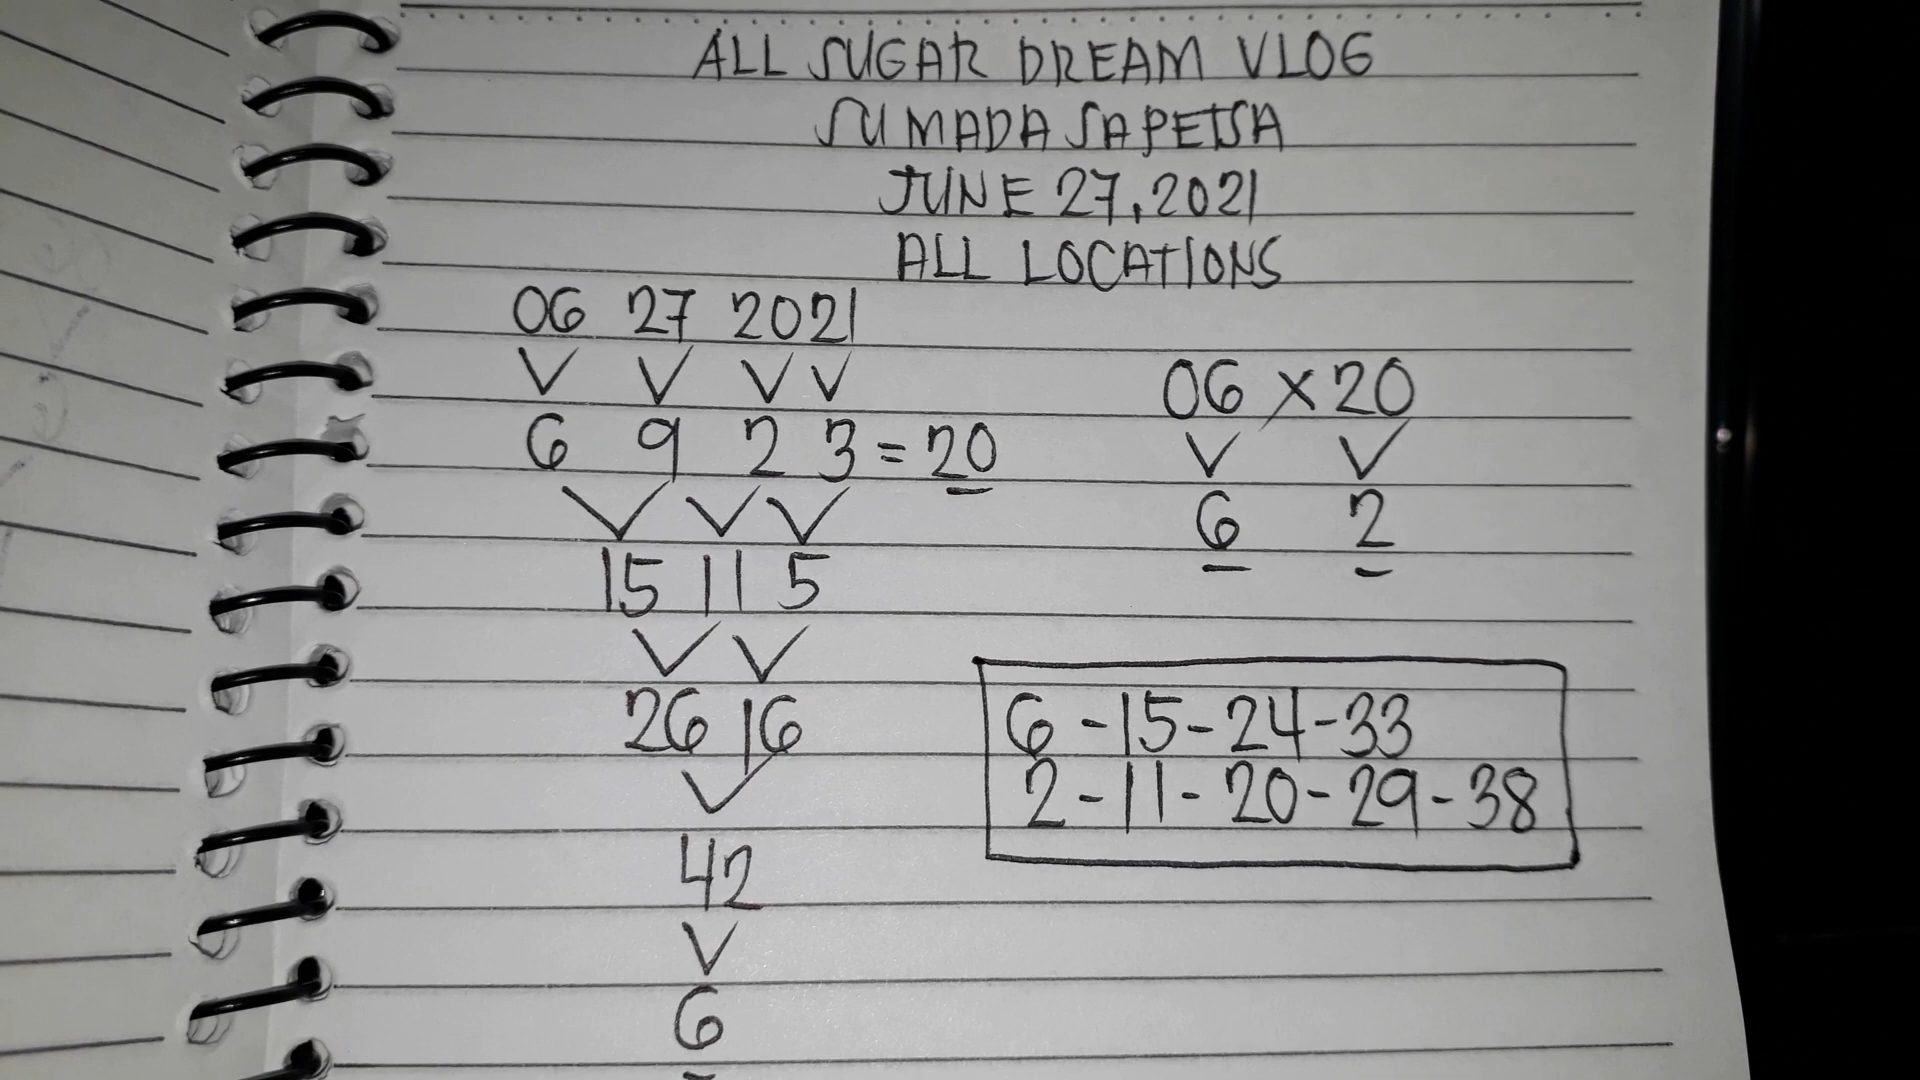 ALL SUGAR DREAM VLOG
SUMADA SAPETSA
JUNE 27, 2021
ALL LOCATIONS
06 27 2021
6 9 2 3 = 20
15 11 5
26 16
42
6
06 X 20
6 2
6 - 15 - 24 - 33
2 - 11 - 20 - 29 - 38